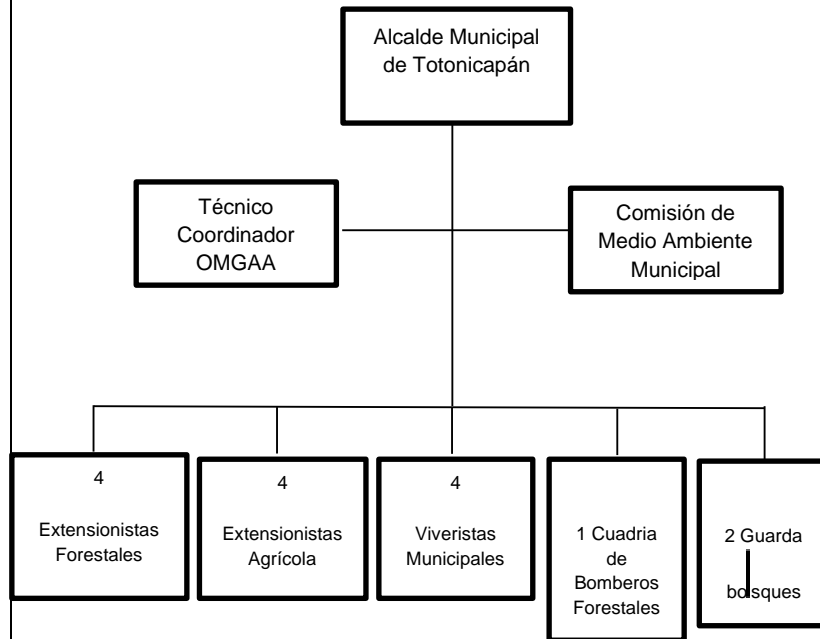 Alcalde Municipal
de Totonicapán
Técnico
Coordinador
OMGAA
Comisión de
Medio Ambiente
Municipal
4
Extensionistas
Forestales
4
Extensionistas
Agrícola
4
Viveristas
Municipales
1 Cuadria
de
Bomberos
Forestales
2 Guarda
bosques